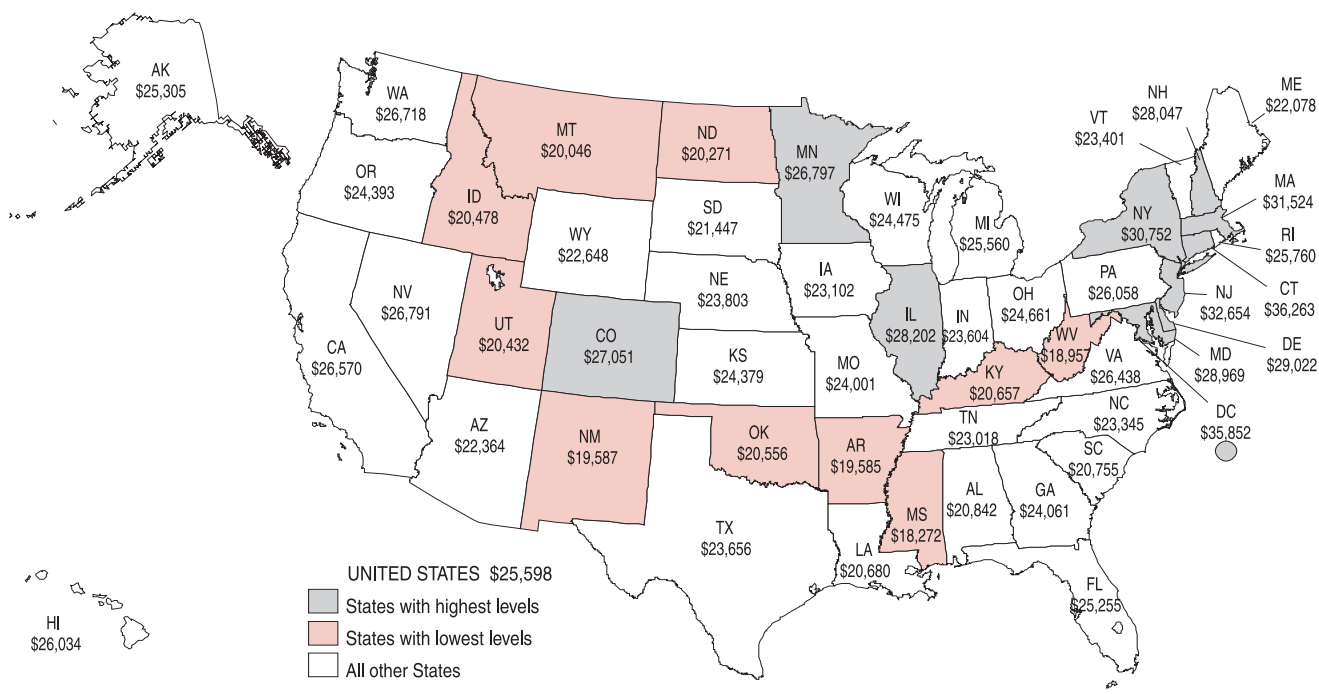 AK
$25,305
WA
$26,718
OR
$24,393
CA
$26,570
NV
$26,791
ID
$20,478
MT
$20,046
WY
$22,648
UT
$20,432
CO
$27,051
AZ
$22,364
NM
$19,587
ND
$20,271
SD
$21,447
NE
$23,803
KS
$24,379
OK
$20,556
TX
$23,656
MN
$26,797
IA
$23,102
MO
$24,001
AR
$19,585
LA
$20,680
WI
$24,475
IL
$28,202
MI
$25,560
IN
$23,604
OH
$24,661
KY
$20,657
TN
$23,018
MS
$18,272
AL
$20,842
GA
$24,061
FL
$25,255
SC
$20,755
NC
$23,345
VA
$26,438
WV
$18,957
PA
$26,058
NY
$30,752
VT
$23,401
NH
$28,047
ME
$22,078
MA
$31,524
RI
$25,760
CT
$36,263
NJ
$32,654
DE
$29,022
MD
$28,969
DC
$35,852
HI
$26,034
UNITED STATES $25,598
States with highest levels
States with lowest levels
All other States